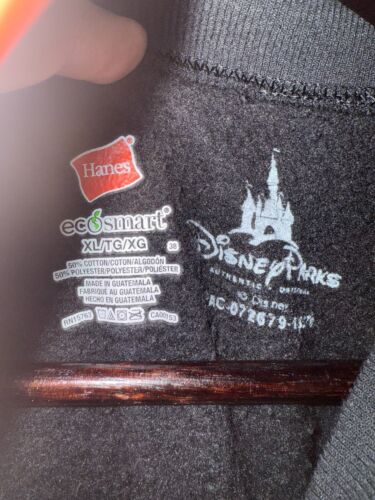 Hanes
ecosmart®
XL/TG/XG
38
50% COTTON/COTON/ALGODÓN
50% POLYESTER/POLYESTER/POLIÉSTER
MADE IN GUATEMALA
FABRIQUÉ AU GUATEMALA
HECHO EN GUATEMALA
RN15763
CA00153
Disney Parks
AUTHENTIC ORIGINAL
© Disney